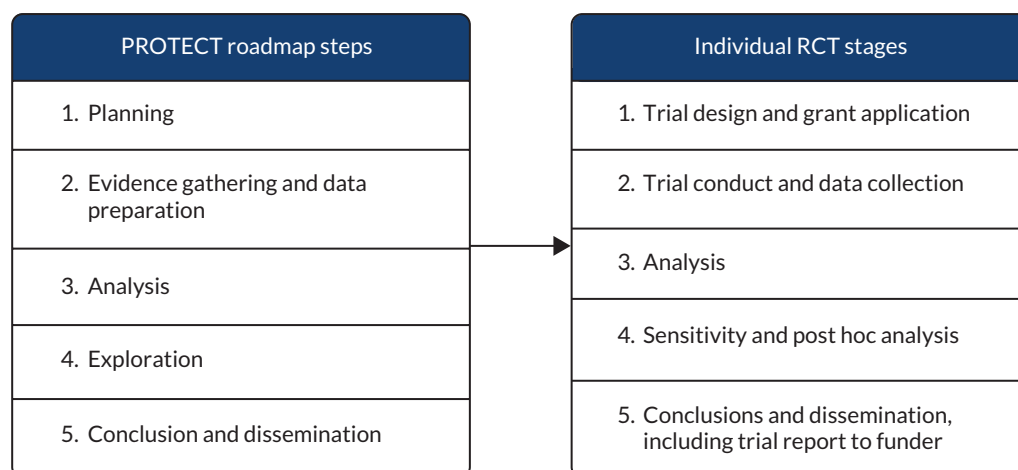 PROTECT roadmap steps
1. Planning
2. Evidence gathering and data
preparation
3. Analysis
4. Exploration
5. Conclusion and dissemination
Individual RCT stages
1. Trial design and grant application
2. Trial conduct and data collection
3. Analysis
4. Sensitivity and post hoc analysis
5. Conclusions and dissemination,
including trial report to funder